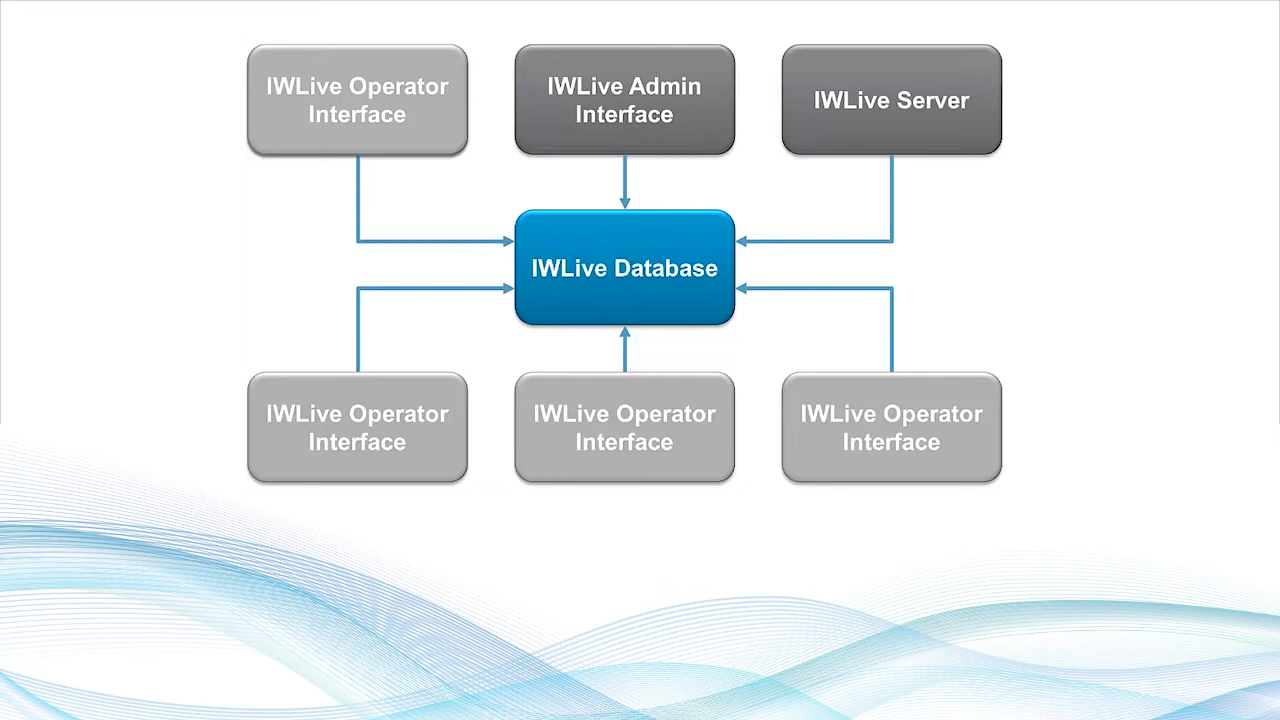 IWLive Operator
Interface
IWLive Admin
Interface
IWLive Server
IWLive Database
IWLive Operator
Interface
IWLive Operator
Interface
IWLive Operator
Interface